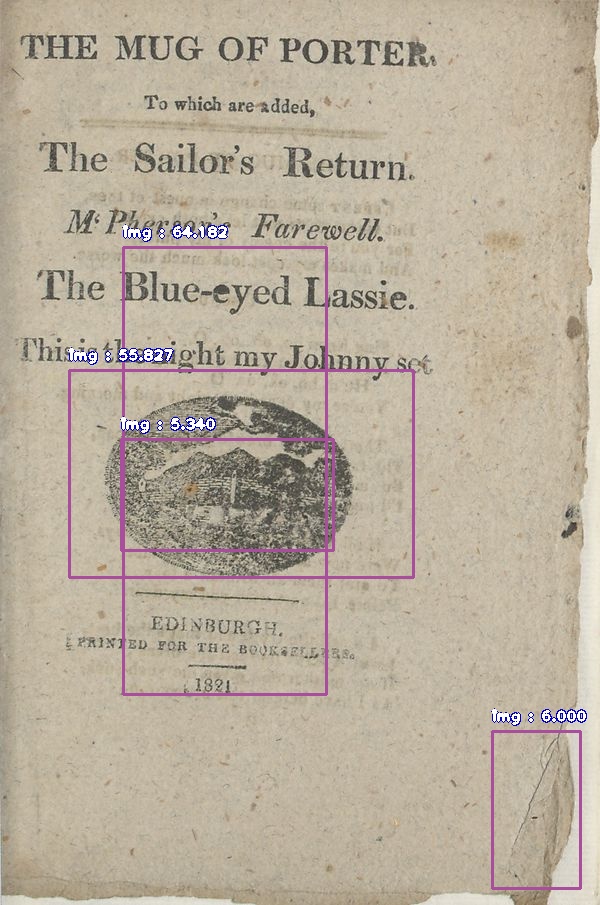 THE MUG OF PORTER.
To which are added,
The Sailor's Return.
Mc Pherson's Farewell.
img : 64.182
The Blue-eyed Lassie.
This is the night my Johnny set
img : 55.827
img : 5.340
EDINBURGH.
PRINTED FOR THE BOOKSELLERS.
1821
img : 6.000